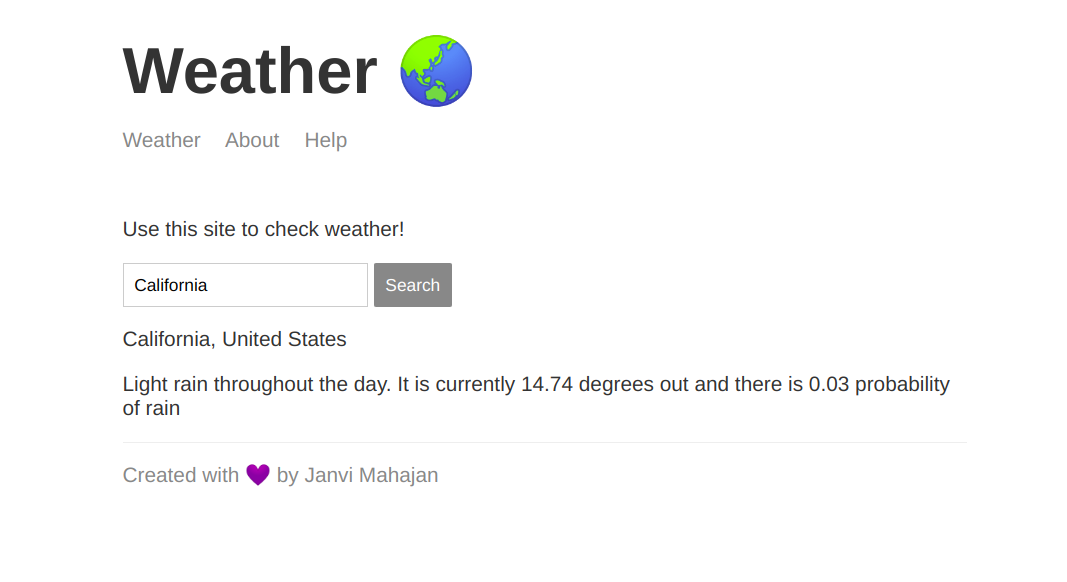 Weather
Weather About Help
Use this site to check weather!
California Search
California, United States
Light rain throughout the day. It is currently 14.74 degrees out and there is 0.03 probability
of rain
Created with 💜 by Janvi Mahajan